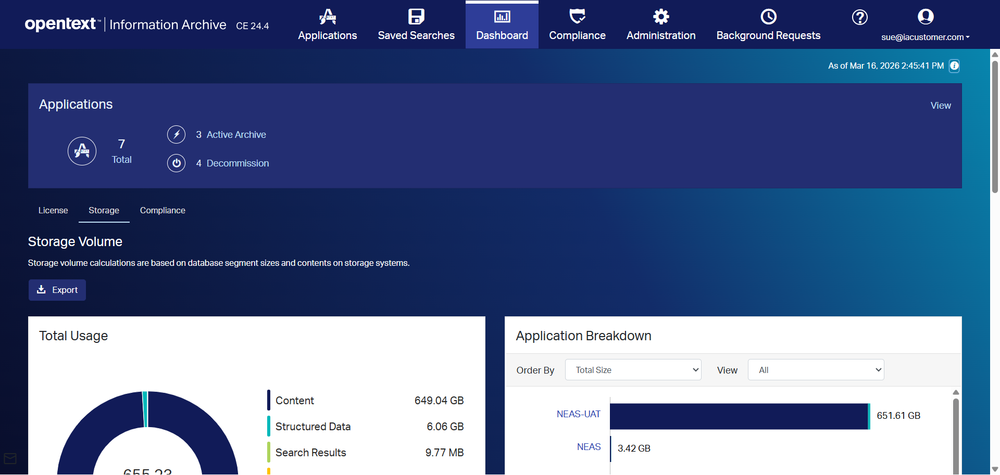 opentext™ | Information Archive CE 24.4
Applications
Saved Searches
Dashboard
Compliance
Administration
Background Requests
sue@iacustomer.com
As of Mar 16, 2026 2:45:41 PM
Applications
View
7
Total
3 Active Archive
4 Decommission
License
Storage
Compliance
Storage Volume
Storage volume calculations are based on database segment sizes and contents on storage systems.
Export
Total Usage
Content 649.04 GB
Structured Data 6.06 GB
Search Results 9.77 MB
655.23
Application Breakdown
Order By Total Size View All
NEAS-UAT 651.61 GB
NEAS 3.42 GB